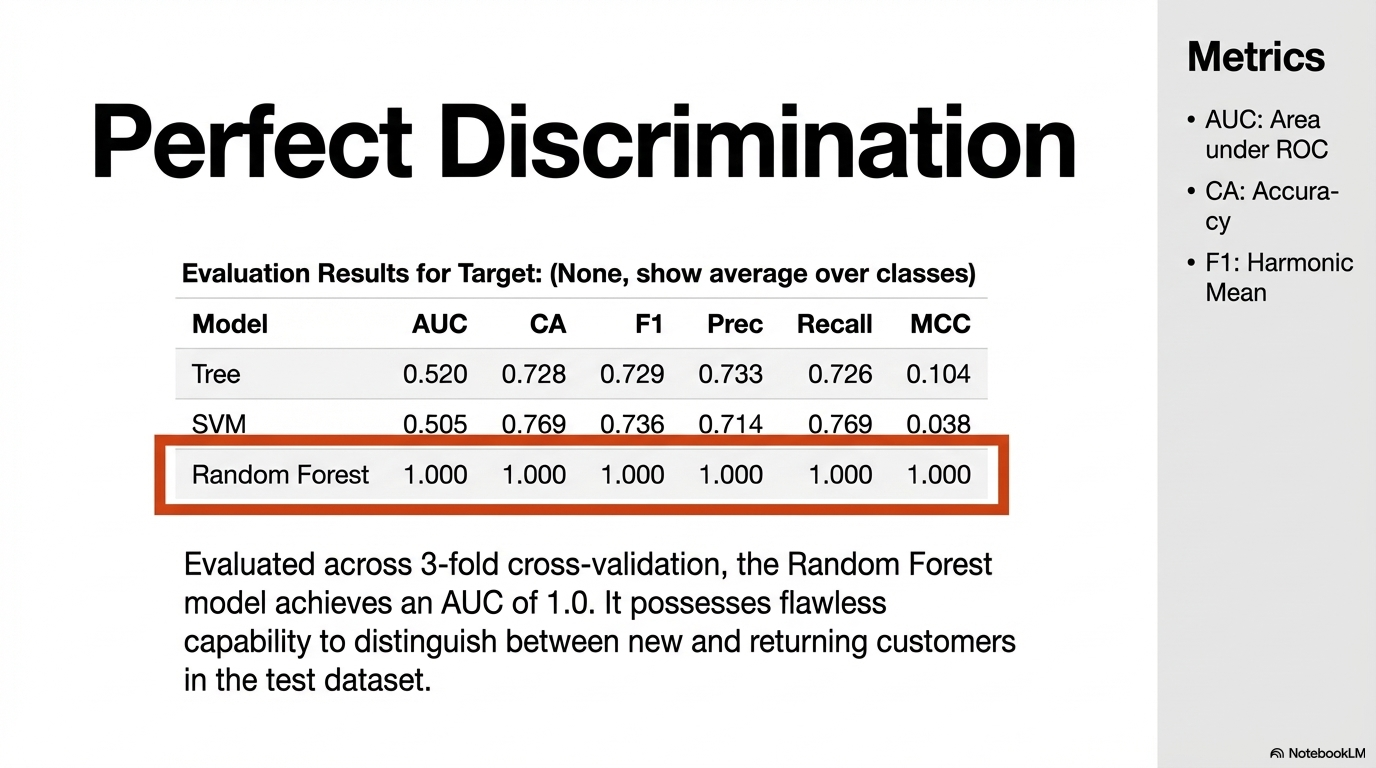 Perfect Discrimination
Evaluation Results for Target: (None, show average over classes)
Model AUC CA F1 Prec Recall MCC
Tree 0.520 0.728 0.729 0.733 0.726 0.104
SVM 0.505 0.769 0.736 0.714 0.769 0.038
Random Forest 1.000 1.000 1.000 1.000 1.000 1.000
Evaluated across 3-fold cross-validation, the Random Forest
model achieves an AUC of 1.0. It possesses flawless
capability to distinguish between new and returning customers
in the test dataset.
Metrics
• AUC: Area
under ROC
• CA: Accura-
cy
• F1: Harmonic
Mean
NotebookLM